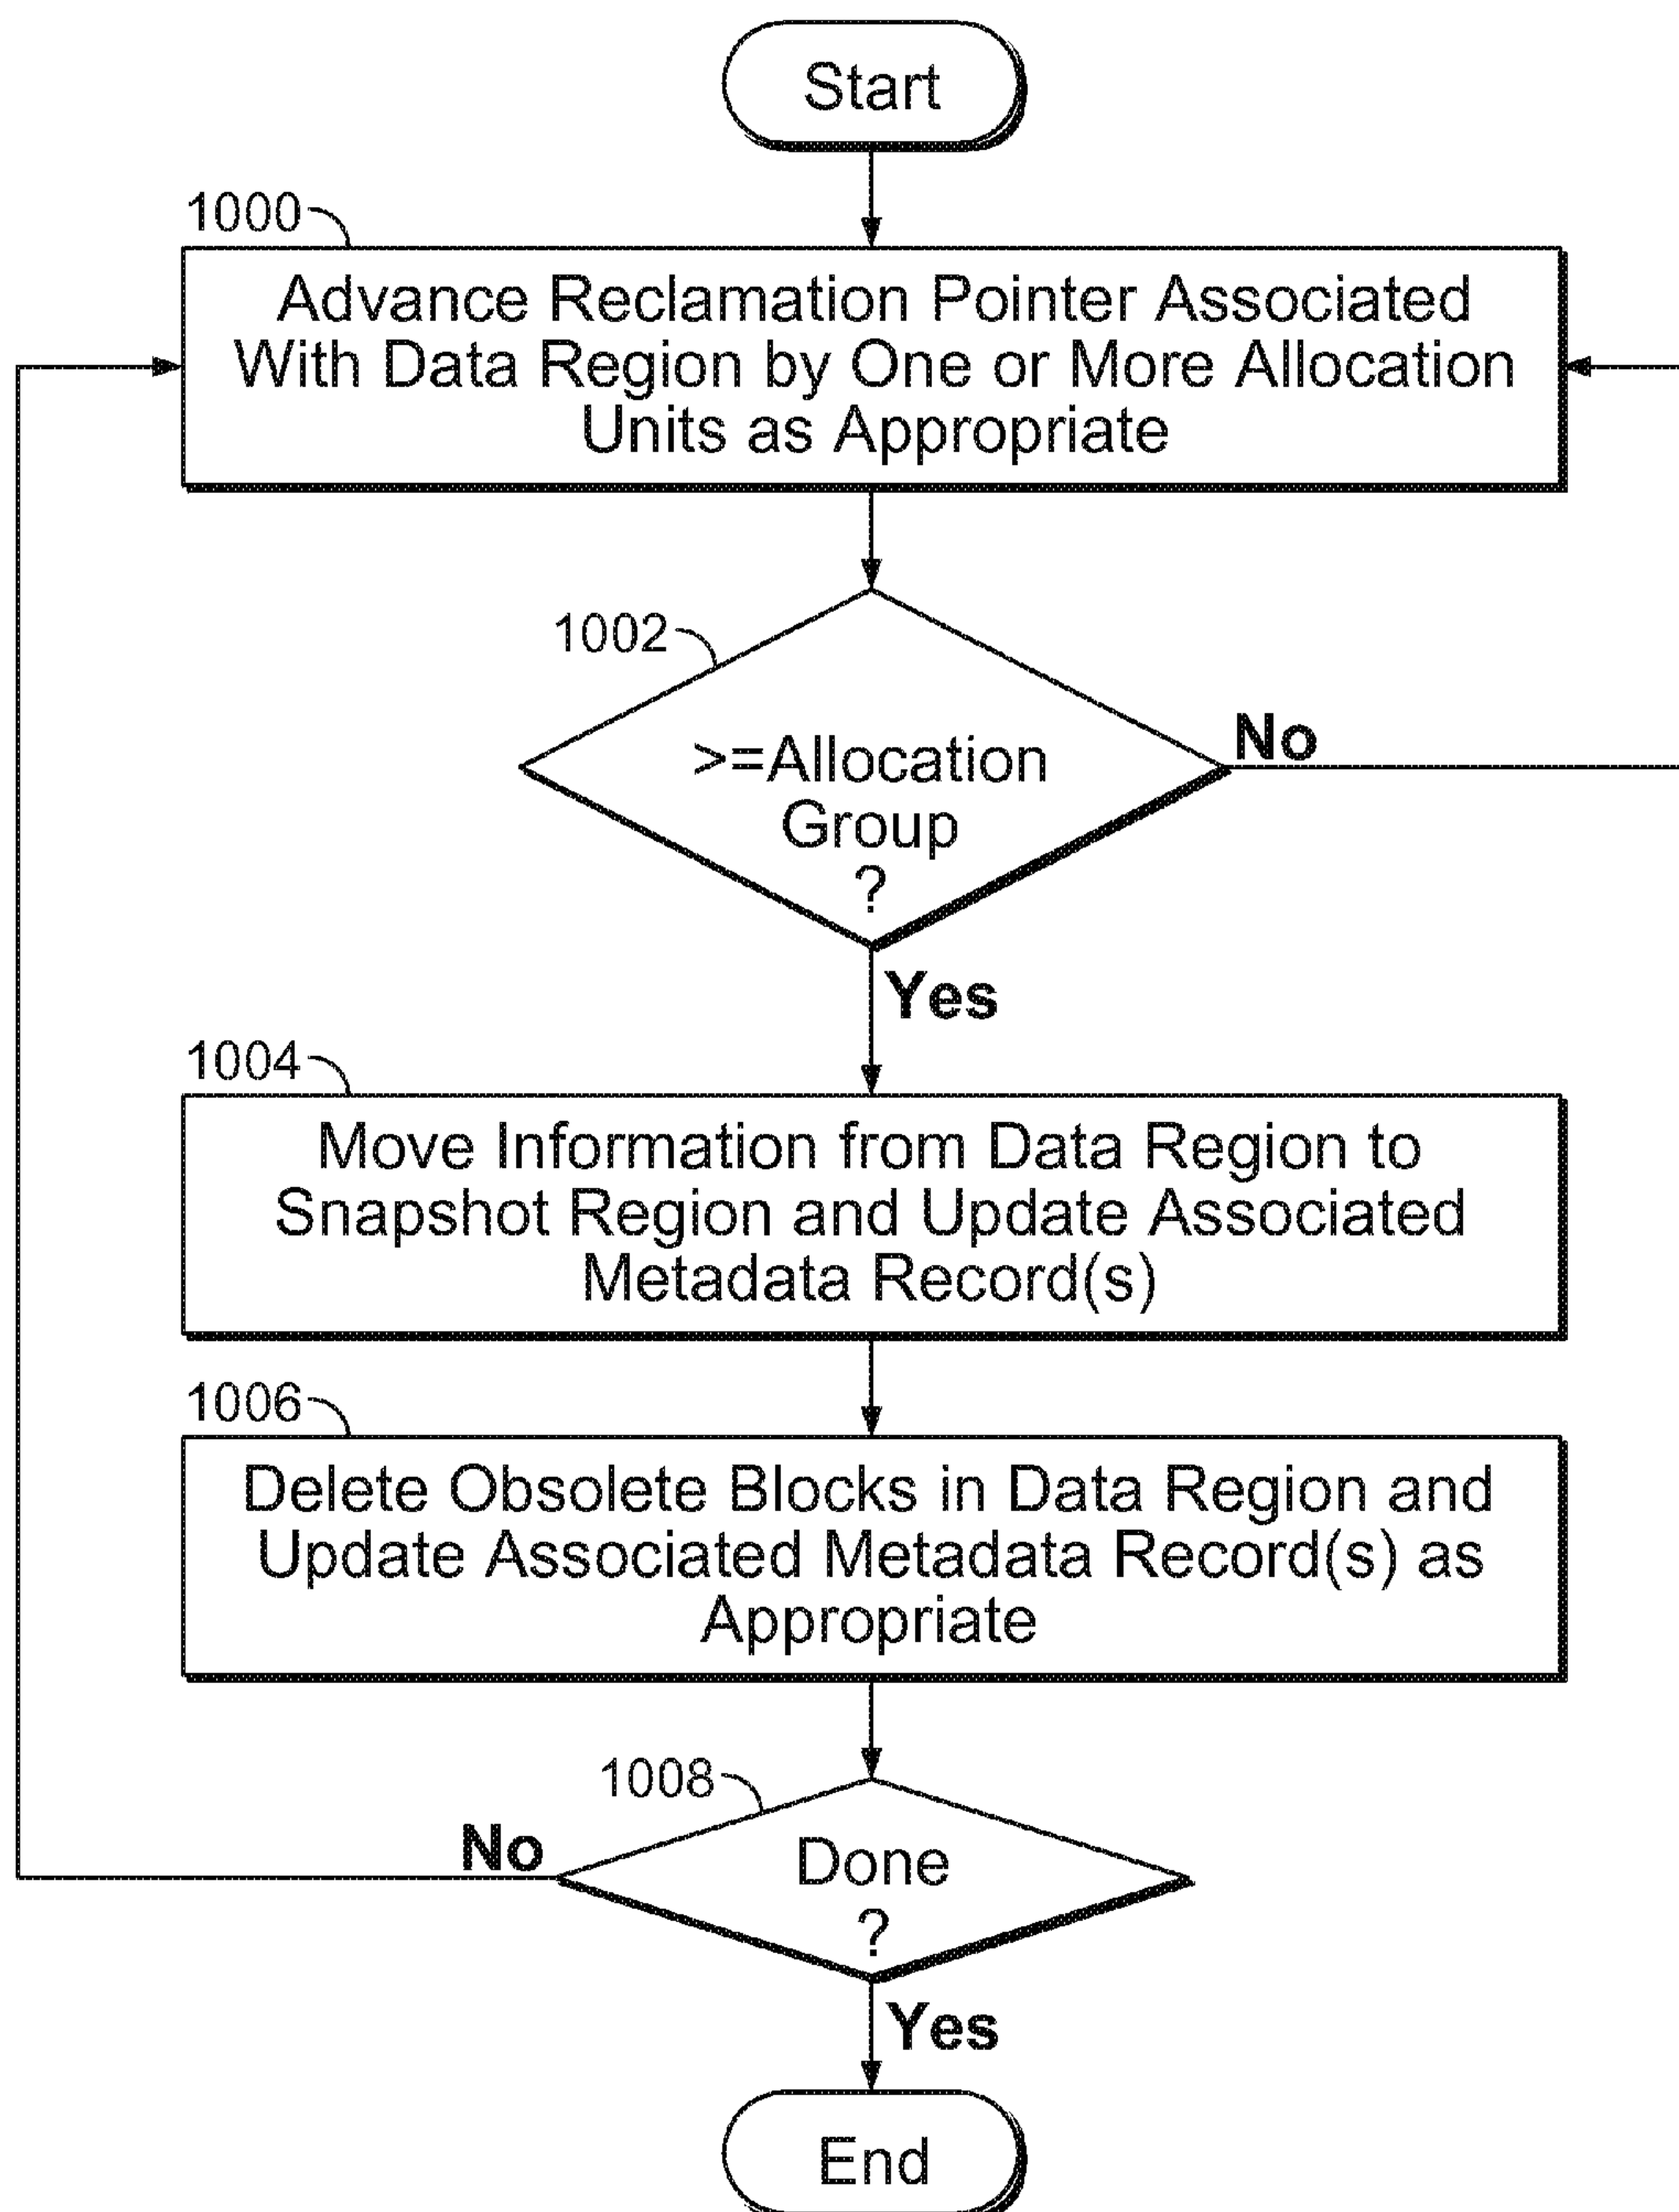 Start
1000
Advance Reclamation Pointer Associated
With Data Region by One or More Allocation
Units as Appropriate
1002
>=Allocation
Group
?
No
Yes
1004
Move Information from Data Region to
Snapshot Region and Update Associated
Metadata Record(s)
1006
Delete Obsolete Blocks in Data Region and
Update Associated Metadata Record(s) as
Appropriate
1008
No
Done
?
Yes
End